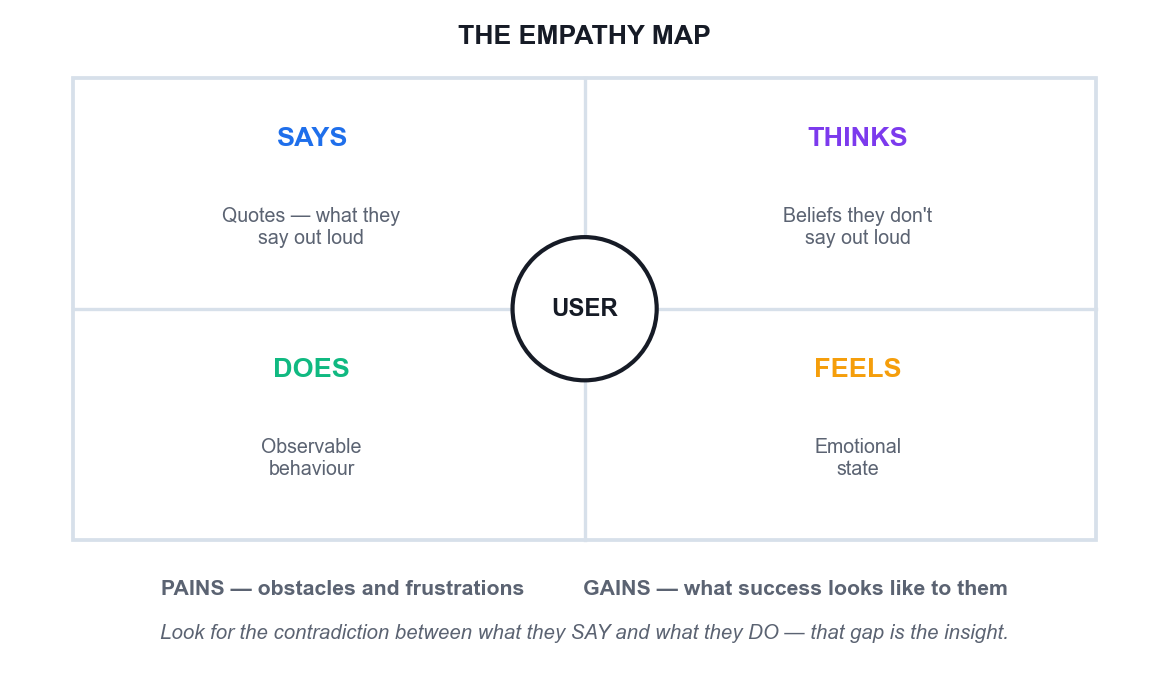 THE EMPATHY MAP
SAYS
Quotes — what they
say out loud
THINKS
Beliefs they don't
say out loud
USER
DOES
Observable
behaviour
FEELS
Emotional
state
PAINS — obstacles and frustrations
GAINS — what success looks like to them
Look for the contradiction between what they SAY and what they DO — that gap is the insight.